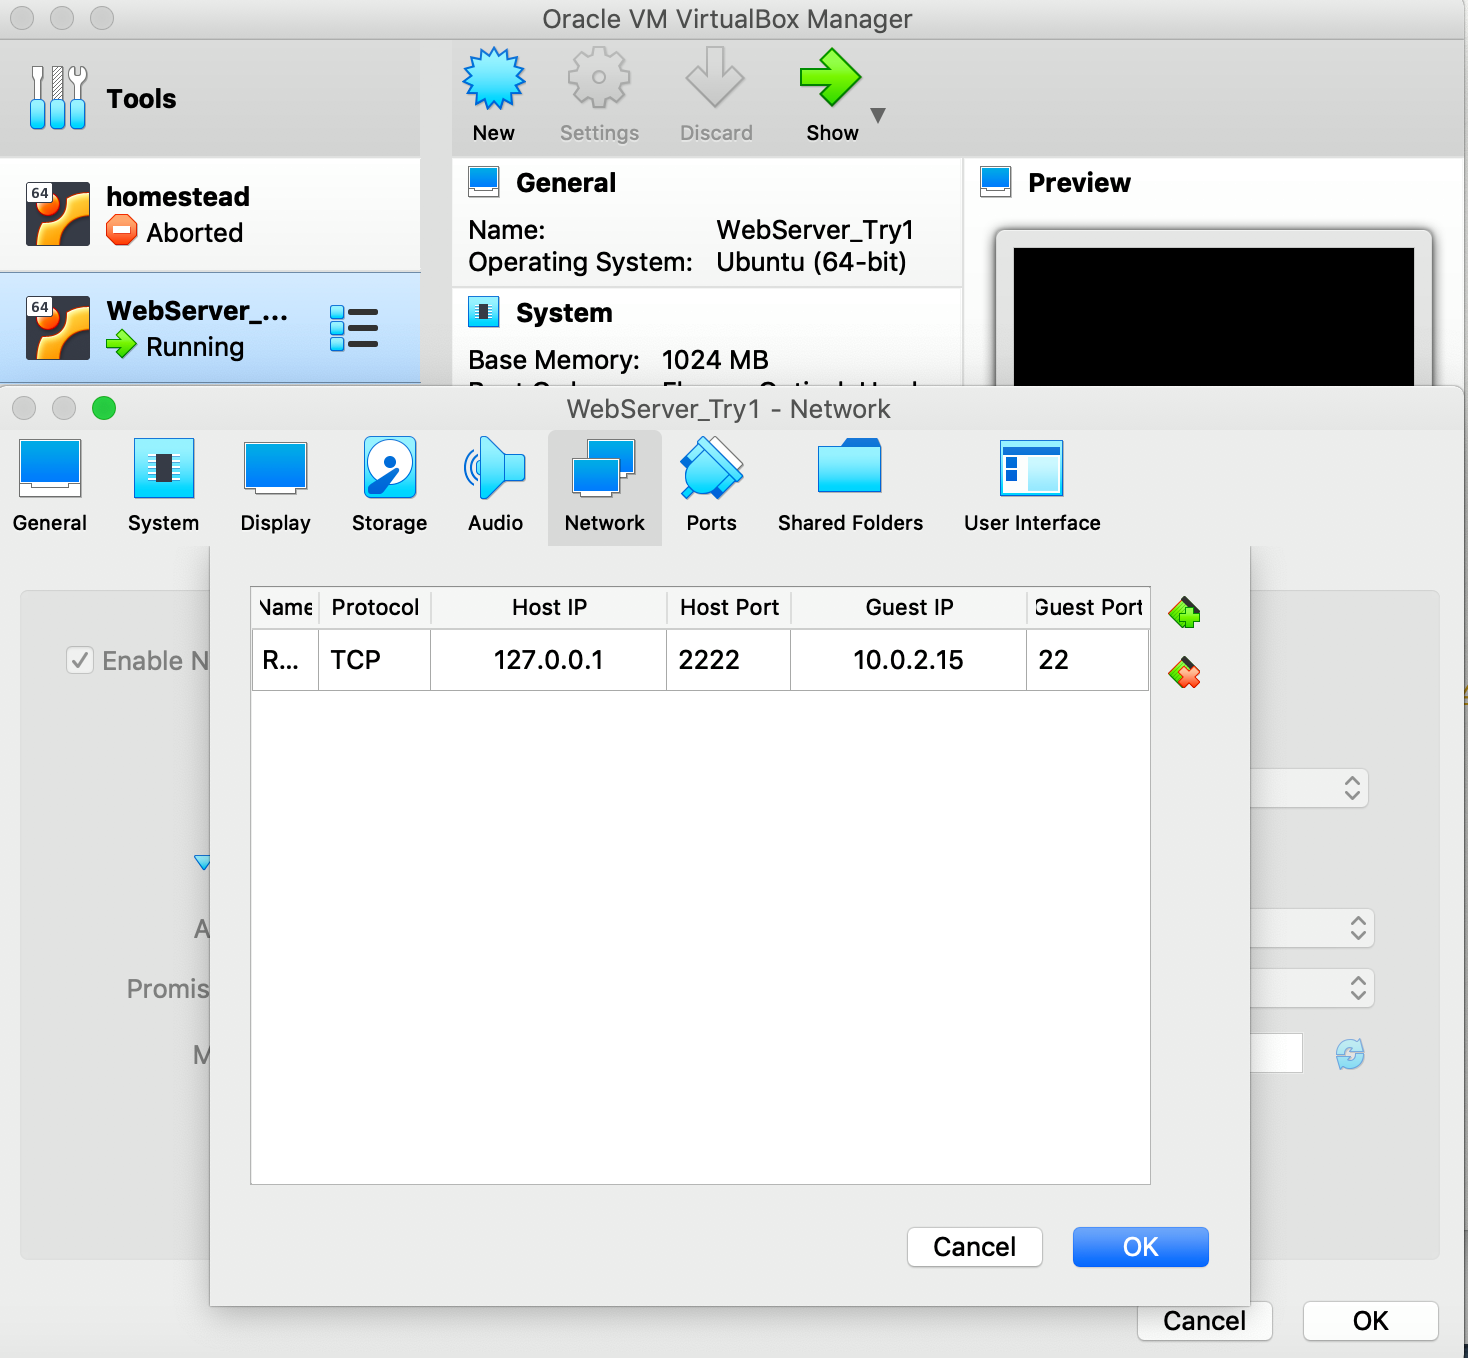 Oracle VM VirtualBox Manager
Tools
New
Settings
Discard
Show
64
homestead
Aborted
64
WebServer_...
Running
General
Name: WebServer_Try1
Operating System: Ubuntu (64-bit)
System
Base Memory: 1024 MB
Preview
WebServer_Try1 - Network
General
System
Display
Storage
Audio
Network
Ports
Shared Folders
User Interface
Enable N
A
Promis
M
Name Protocol Host IP Host Port Guest IP Guest Port
R... TCP 127.0.0.1 2222 10.0.2.15 22
Cancel
OK
Cancel
OK